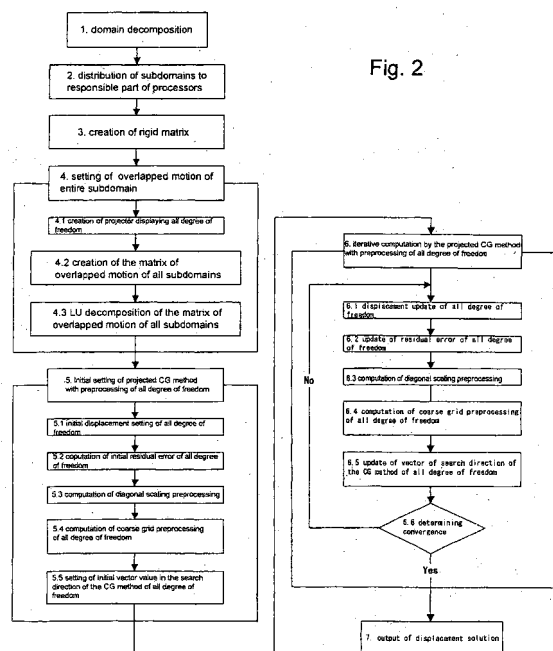 1. domain decomposition
2. distribution of subdomains to
responsible part of processors
3. creation of rigid matrix
4. setting of overlapped motion of
entire subdomain
4.1 creation of projector displaying all degree of
freedom
4.2 creation of the matrix of
overlapped motion of all subdomains
4.3 LU decomposition of the matrix of
overlapped motion of all subdomains
5. Initial setting of projected CG method
with preprocessing of all degree of freedom
5.1 initial displacement setting of all degree of
freedom
5.2 coputation of initial residual error of all degree
of freedom
5.3 computation of diagonal scaling preprocessing
5.4 computation of coarse grid preprocessing
of all degree of freedom
5.5 setting of initial vector value in the search
direction of the CG method of all degree of
freedom
Fig. 2
6. iterative computation by the projected CG method
with preprocessing of all degree of freedom
6.1 displacement update of all degree of
freedom
6.2 update of residual error of all degree
of freedom
6.3 computation of diagonal scaling preprocessing
6.4 computation of coarse grid preprocessing
of all degree of freedom
6.5 update of vector of search direction of
the CG method of all degree of freedom
No
6.6 determining
convergence
Yes
7. output of displacement solution